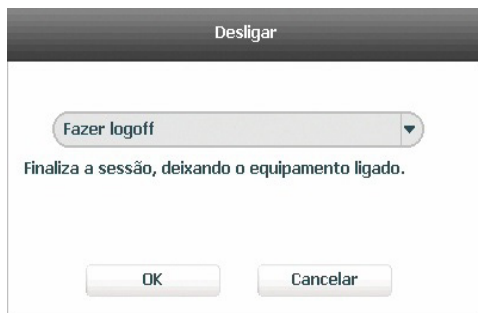 Desligar
Fazer logoff
Finaliza a sessão, deixando o equipamento ligado.
OK Cancelar